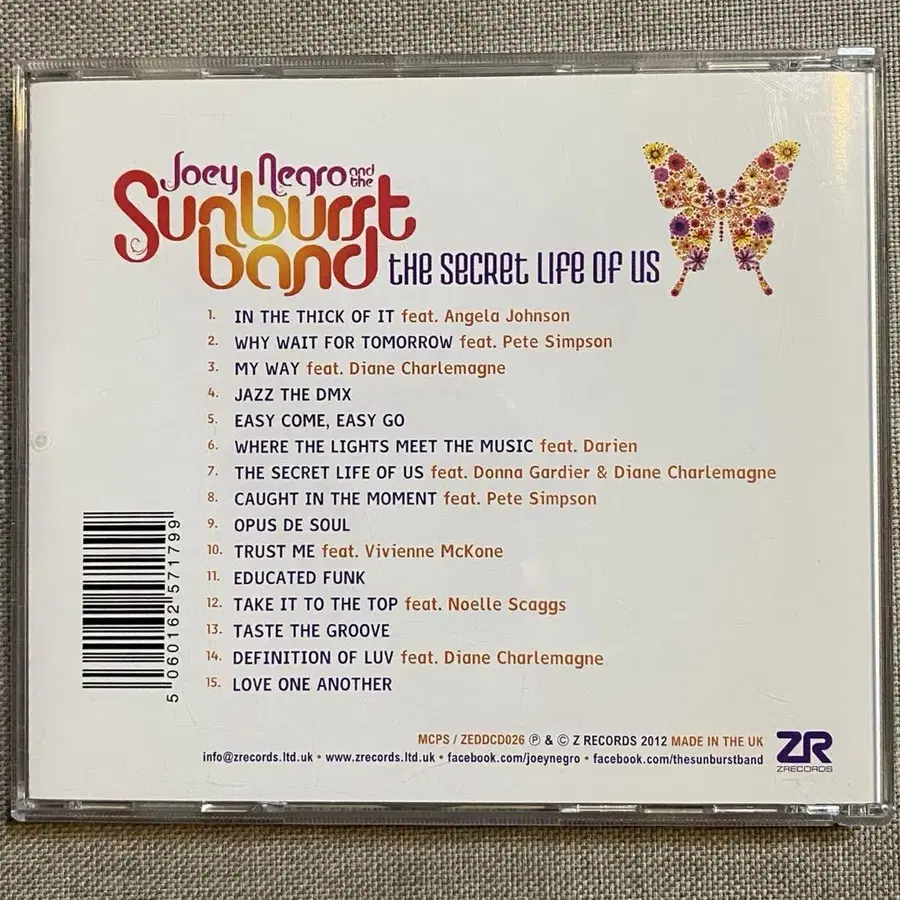 Joey Negro and the
Sunburst
band the secret life of us
1. IN THE THICK OF IT feat. Angela Johnson
2. WHY WAIT FOR TOMORROW feat. Pete Simpson
3. MY WAY feat. Diane Charlemagne
4. JAZZ THE DMX
5. EASY COME, EASY GO
6. WHERE THE LIGHTS MEET THE MUSIC feat. Darien
7. THE SECRET LIFE OF US feat. Donna Gardier & Diane Charlemagne
8. CAUGHT IN THE MOMENT feat. Pete Simpson
9. OPUS DE SOUL
10. TRUST ME feat. Vivienne McKone
11. EDUCATED FUNK
12. TAKE IT TO THE TOP feat. Noelle Scaggs
13. TASTE THE GROOVE
14. DEFINITION OF LUV feat. Diane Charlemagne
15. LOVE ONE ANOTHER
5 060162 571799
MCPS / ZEDDCD026 ℗ & © Z RECORDS 2012 MADE IN THE UK
info@zrecords.ltd.uk • www.zrecords.ltd.uk • facebook.com/joeynegro • facebook.com/thesunburstband
ZR
ZRECORDS